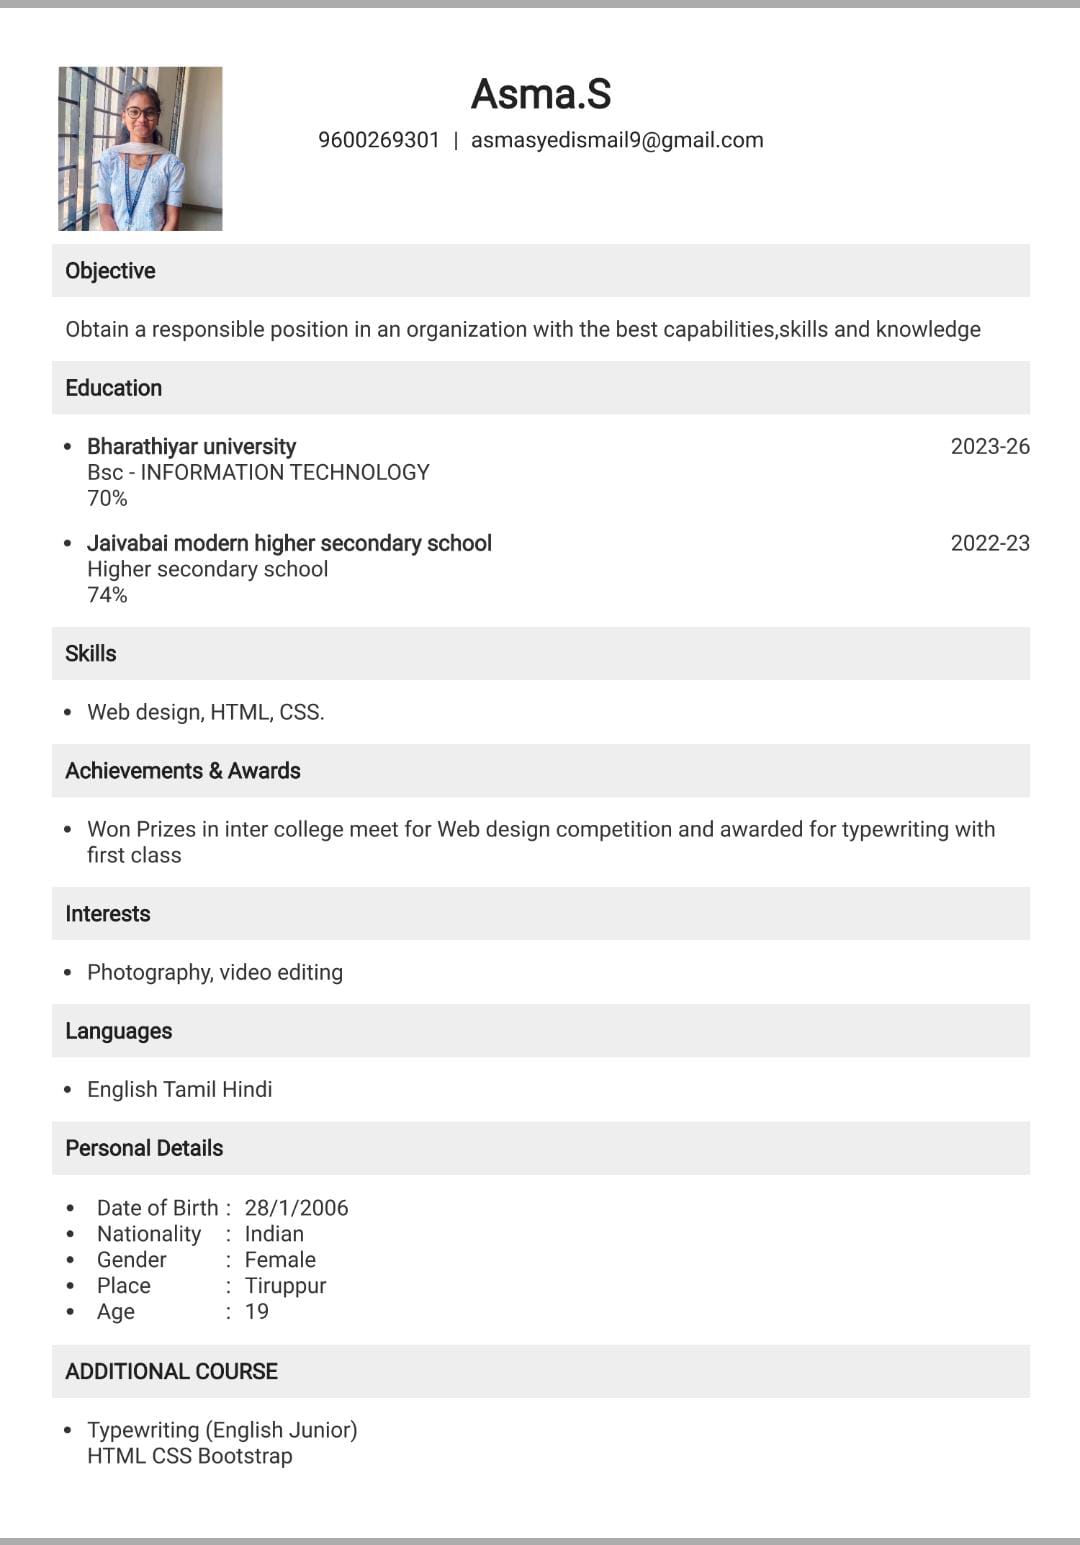 Asma.S
9600269301 | asmasyedismail9@gmail.com
Objective
Obtain a responsible position in an organization with the best capabilities,skills and knowledge
Education
• Bharathiyar university 2023-26
Bsc - INFORMATION TECHNOLOGY
70%
• Jaivabai modern higher secondary school 2022-23
Higher secondary school
74%
Skills
• Web design, HTML, CSS.
Achievements & Awards
• Won Prizes in inter college meet for Web design competition and awarded for typewriting with
first class
Interests
• Photography, video editing
Languages
• English Tamil Hindi
Personal Details
• Date of Birth : 28/1/2006
• Nationality : Indian
• Gender : Female
• Place : Tiruppur
• Age : 19
ADDITIONAL COURSE
• Typewriting (English Junior)
HTML CSS Bootstrap